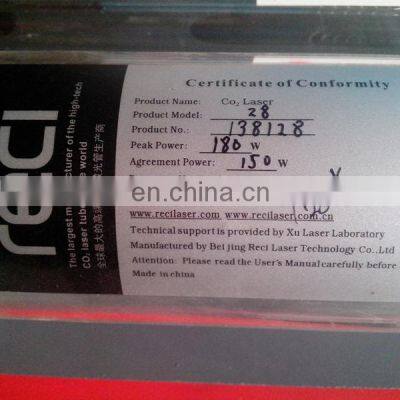 Certificate of Conformity
Product Name: Co₂ Laser
Product Model: Z8
Product No.: 138128
Peak Power: 180 W
Agreement Power: 150 W
china.cn
www.recilaser.com www.recilaser.com.cn
Technical support is provided by Xu Laser Laboratory
Manufactured by Beijing Reci Laser Technology Co.,Ltd
Attention: Please read the User's Manual carefully before
Made in china
reci
The largest manufacturer of the high-tech
CO₂ laser tube in the world